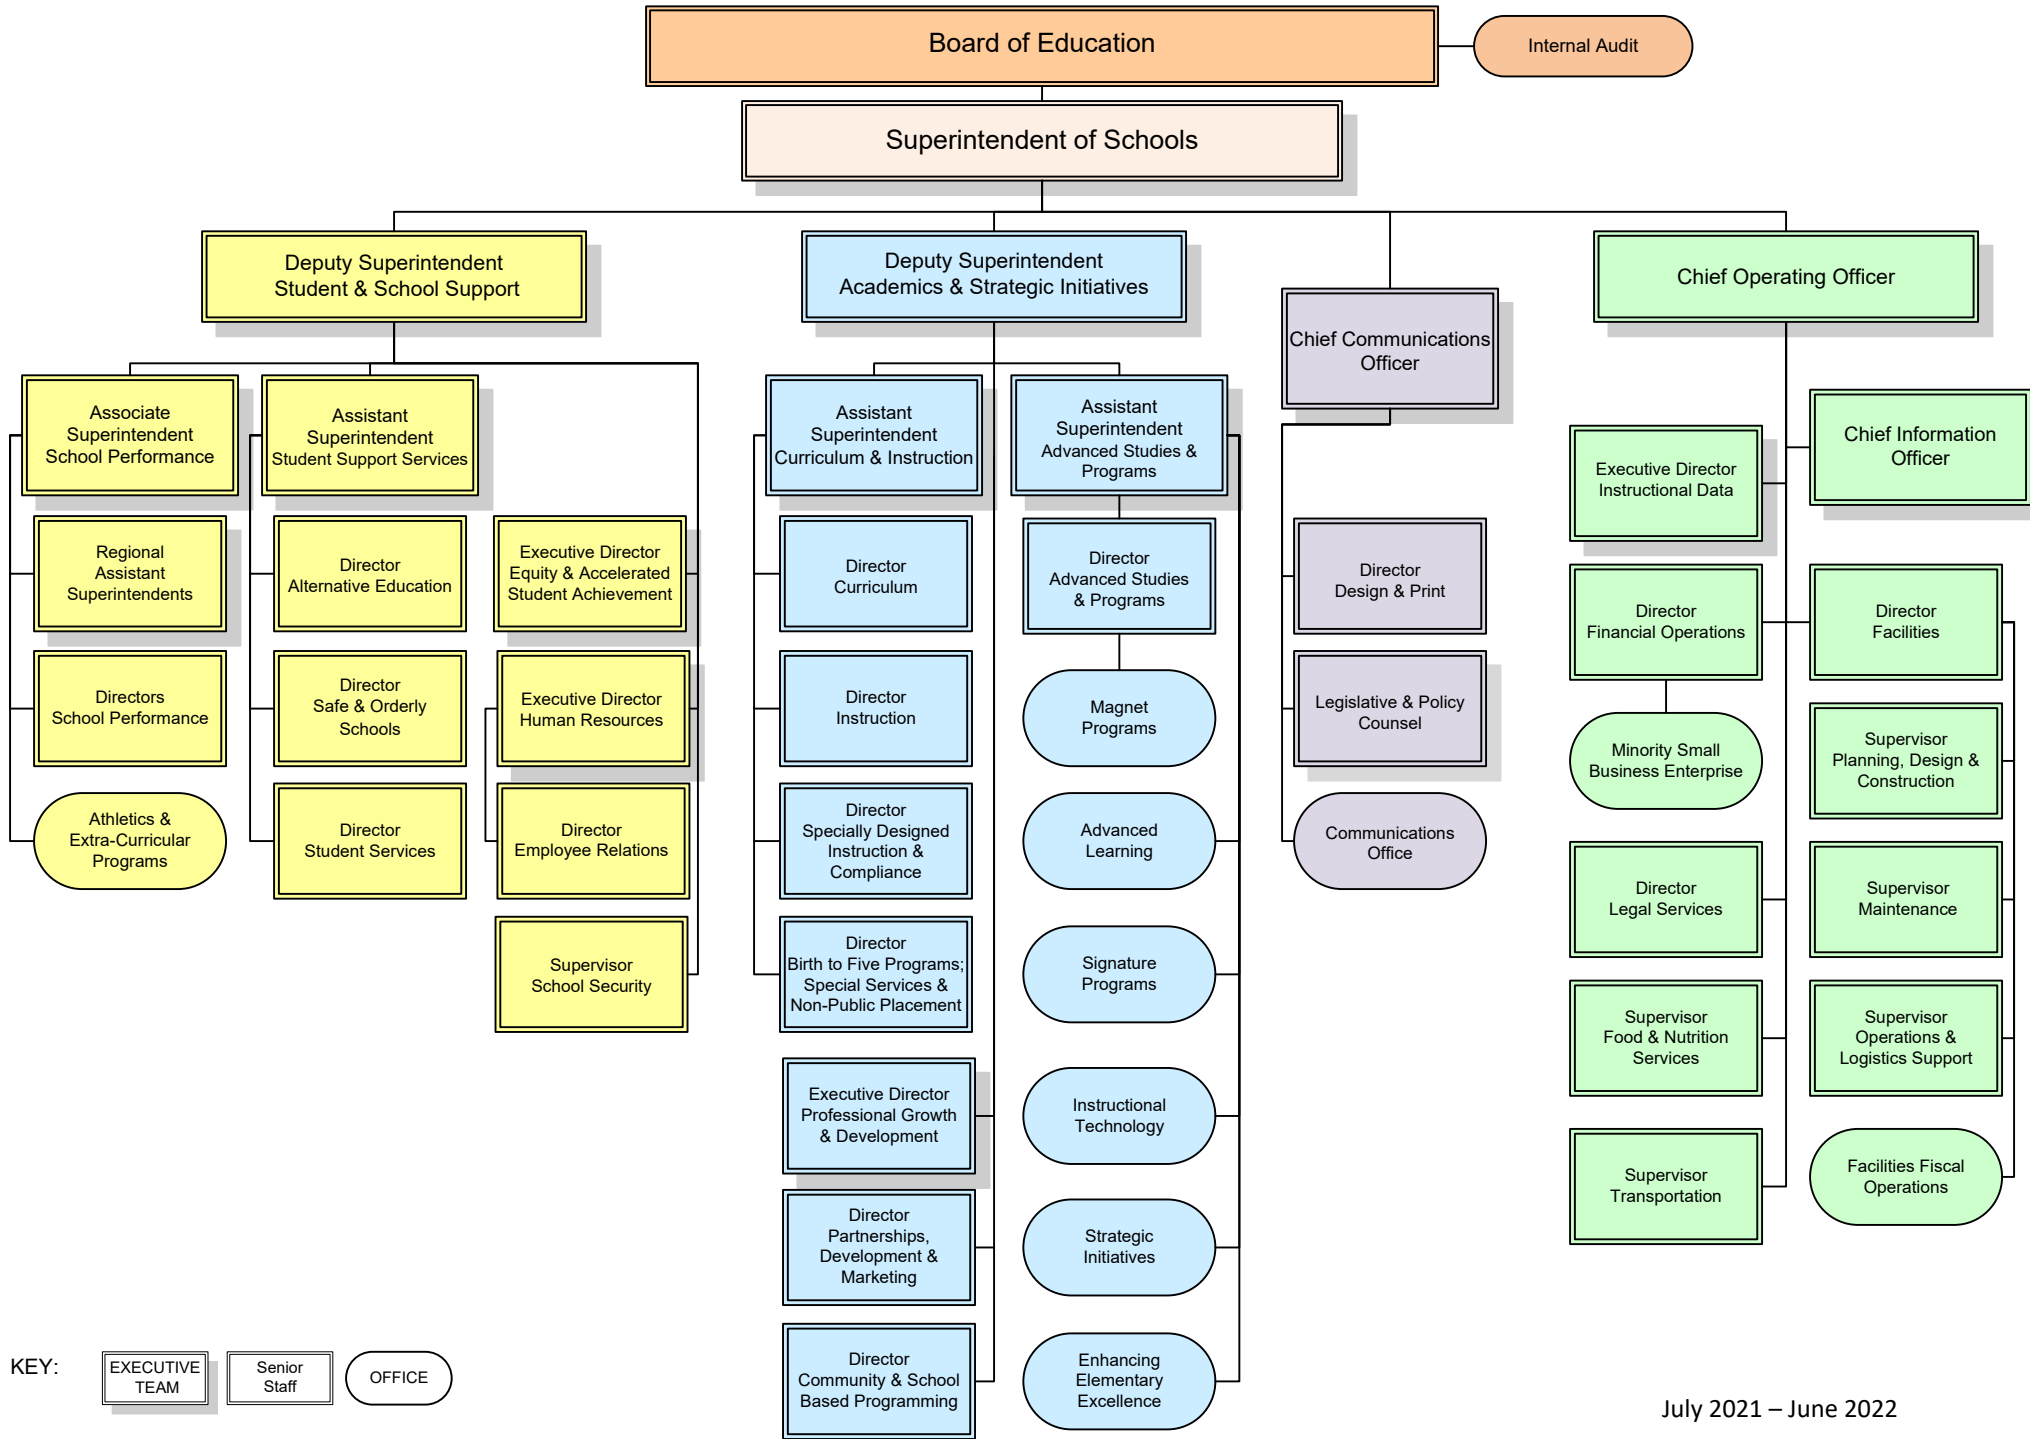 Board of Education
Internal Audit
Superintendent of Schools
Deputy Superintendent
Student & School Support
Deputy Superintendent
Academics & Strategic Initiatives
Chief Communications
Officer
Chief Operating Officer
Associate
Superintendent
School Performance
Assistant
Superintendent
Student Support Services
Assistant
Superintendent
Curriculum & Instruction
Assistant
Superintendent
Advanced Studies &
Programs
Executive Director
Instructional Data
Chief Information
Officer
Regional
Assistant
Superintendents
Director
Alternative Education
Executive Director
Equity & Accelerated
Student Achievement
Director
Curriculum
Director
Advanced Studies
& Programs
Director
Design & Print
Director
Financial Operations
Director
Facilities
Directors
School Performance
Director
Safe & Orderly
Schools
Executive Director
Human Resources
Director
Instruction
Magnet
Programs
Legislative & Policy
Counsel
Minority Small
Business Enterprise
Supervisor
Planning, Design &
Construction
Athletics &
Extra-Curricular
Programs
Director
Student Services
Director
Employee Relations
Director
Specially Designed
Instruction &
Compliance
Advanced
Learning
Communications
Office
Director
Legal Services
Supervisor
Maintenance
Supervisor
School Security
Director
Birth to Five Programs;
Special Services &
Non-Public Placement
Signature
Programs
Supervisor
Food & Nutrition
Services
Supervisor
Operations &
Logistics Support
Executive Director
Professional Growth
& Development
Instructional
Technology
Supervisor
Transportation
Facilities Fiscal
Operations
Director
Partnerships,
Development &
Marketing
Strategic
Initiatives
Director
Community & School
Based Programming
Enhancing
Elementary
Excellence
KEY:
EXECUTIVE
TEAM
Senior
Staff
OFFICE
July 2021 – June 2022